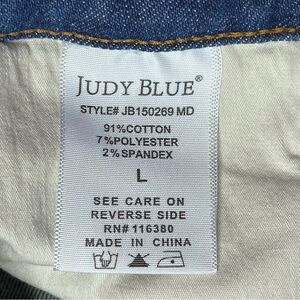 JUDY BLUE®
STYLE# JB150269 MD
91%COTTON
7%POLYESTER
2%SPANDEX
L
SEE CARE ON
REVERSE SIDE
RN# 116380
MADE IN CHINA